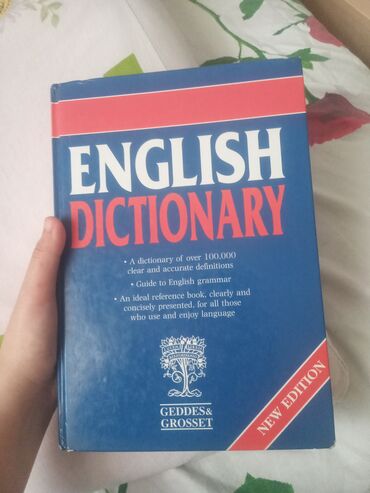 ENGLISH
DICTIONARY
• A dictionary of over 100.000
clear and accurate definitions
• Guide to English grammar
• An ideal reference book, clearly and
concisely presented, for all those
who use and enjoy language
GEDDES &
GROSSET
NEW EDITION